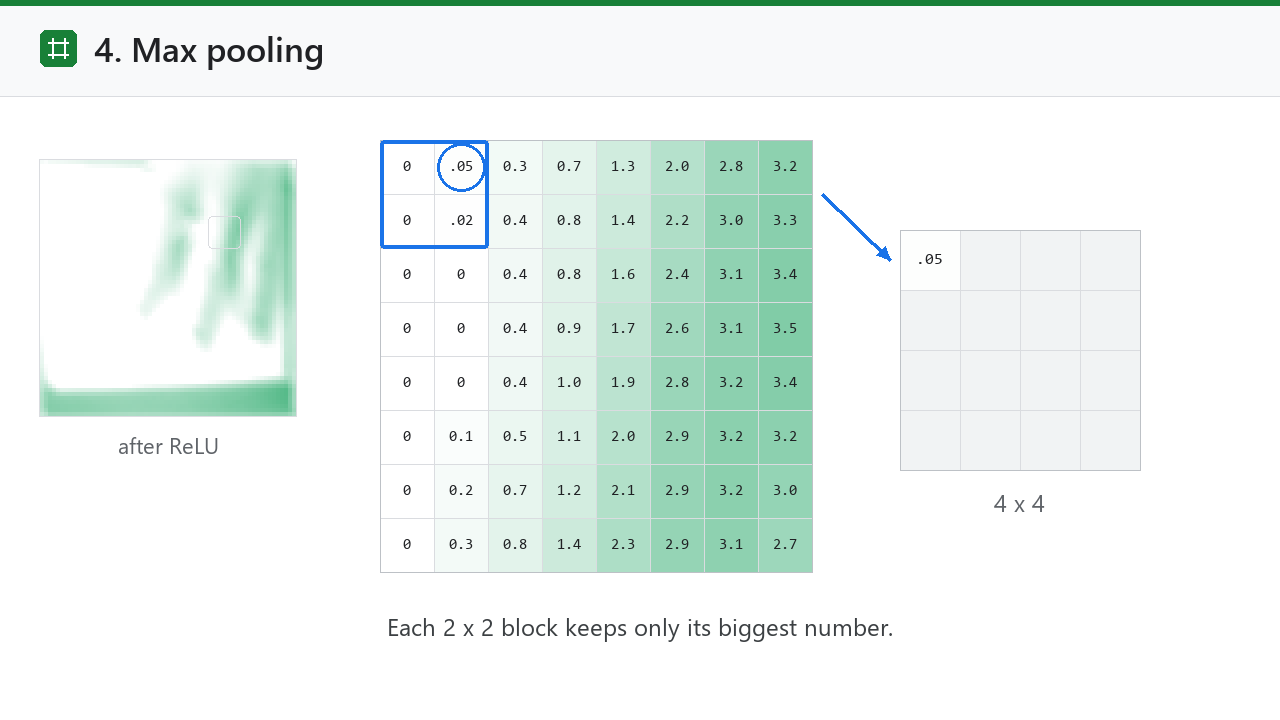 4. Max pooling
0 .05 0.3 0.7 1.3 2.0 2.8 3.2
0 .02 0.4 0.8 1.4 2.2 3.0 3.3
0 0 0.4 0.8 1.6 2.4 3.1 3.4
0 0 0.4 0.9 1.7 2.6 3.1 3.5
0 0 0.4 1.0 1.9 2.8 3.2 3.4
0 0.1 0.5 1.1 2.0 2.9 3.2 3.2
0 0.2 0.7 1.2 2.1 2.9 3.2 3.0
0 0.3 0.8 1.4 2.3 2.9 3.1 2.7
.05
after ReLU
4 x 4
Each 2 x 2 block keeps only its biggest number.